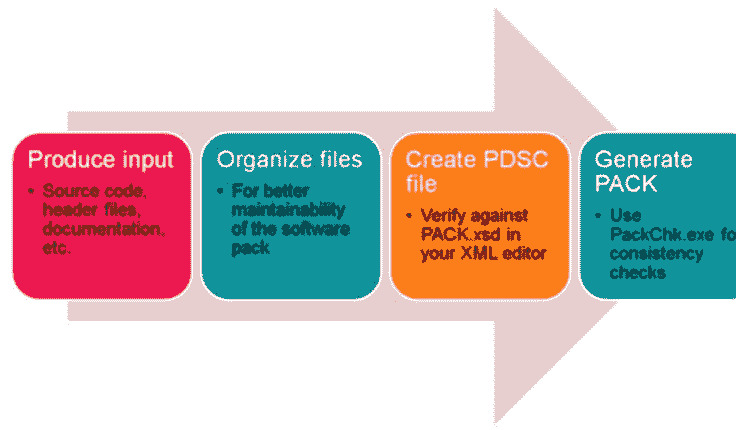 Produce input
• Source code,
header files,
documentation,
etc.
Organize files
• For better
maintainability
of the software
pack
Create PDSC
file
• Verify against
PACK.xsd in
your XML editor
Generate
PACK
• Use
PackChk.exe fo
consistency
checks